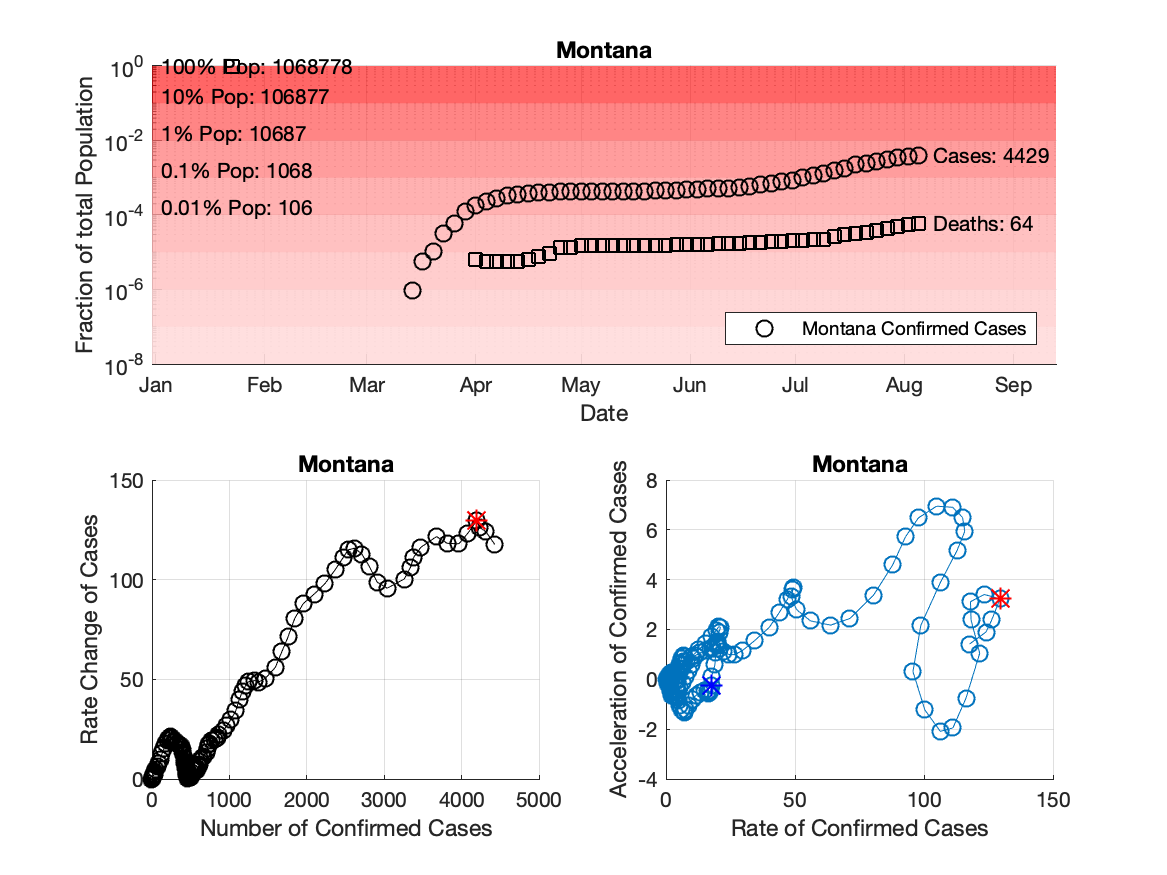 Montana
Fraction of total Population
10^0
10^-2
10^-4
10^-6
10^-8
100% Pop: 1068778
10% Pop: 106877
1% Pop: 10687
0.1% Pop: 1068
0.01% Pop: 106
Cases: 4429
Deaths: 64
Montana Confirmed Cases
Jan Feb Mar Apr May Jun Jul Aug Sep
Date
Montana
Rate Change of Cases
150
100
50
0
0 1000 2000 3000 4000 5000
Number of Confirmed Cases
Montana
Acceleration of Confirmed Cases
8
6
4
2
0
-2
-4
0 50 100 150
Rate of Confirmed Cases